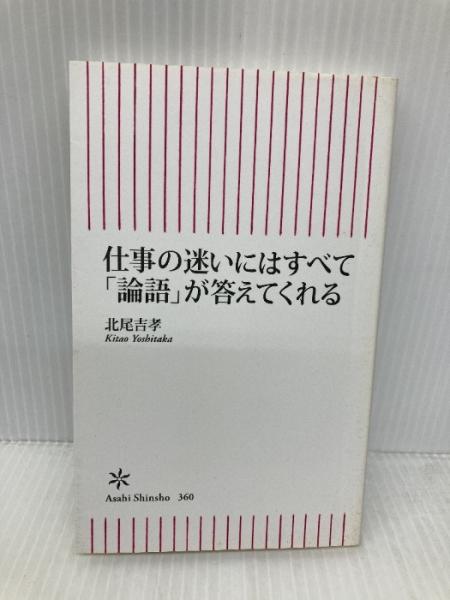 仕事の迷いにはすべて
「論語」が答えてくれる
北尾吉孝
Kitao Yoshitaka
Asahi Shinsho 360